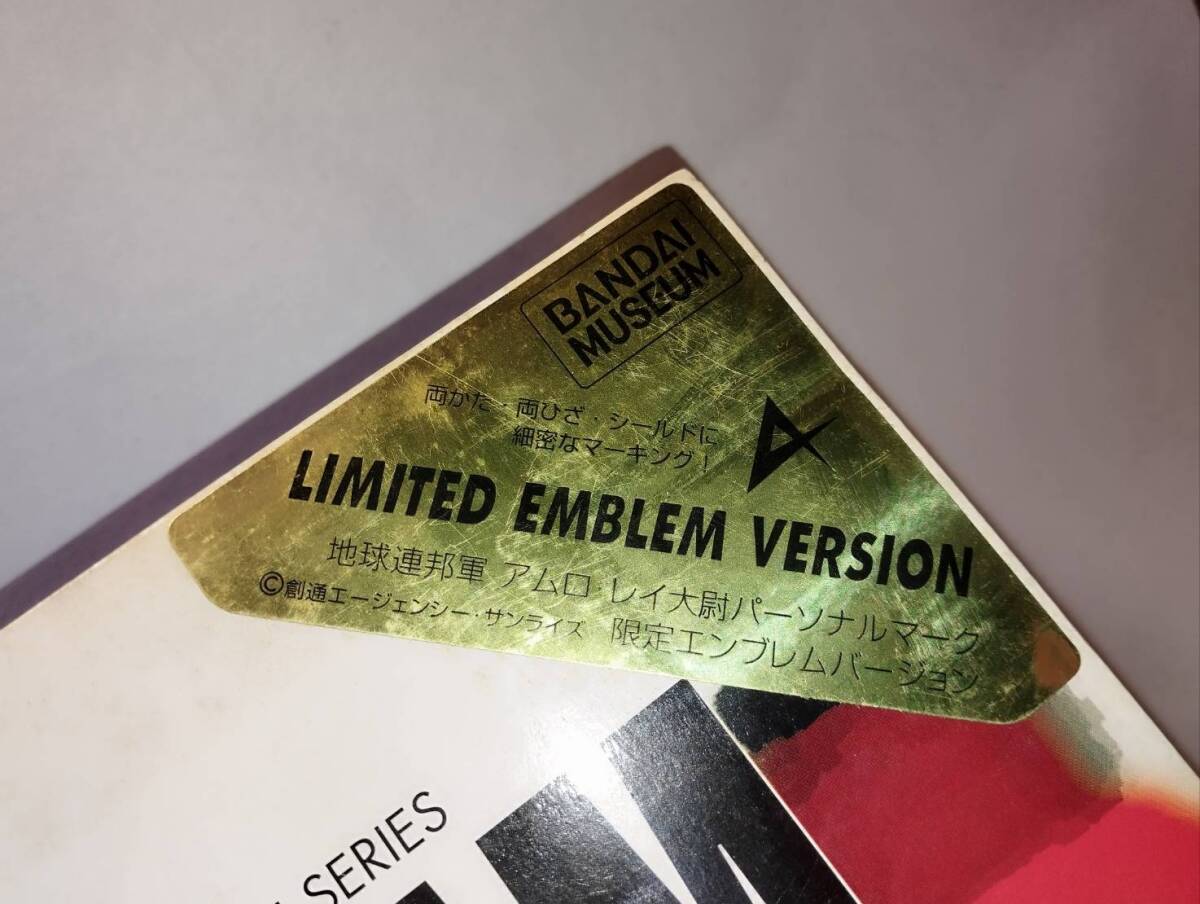 BANDAI
MUSEUM
両かた・両ひざ・シールドに
細密なマーキング!
LIMITED EMBLEM VERSION
地球連邦軍 アムロ・レイ大尉パーソナルマーク
©創通エージェンシー・サンライズ 限定エンブレムバージョン
SERIES